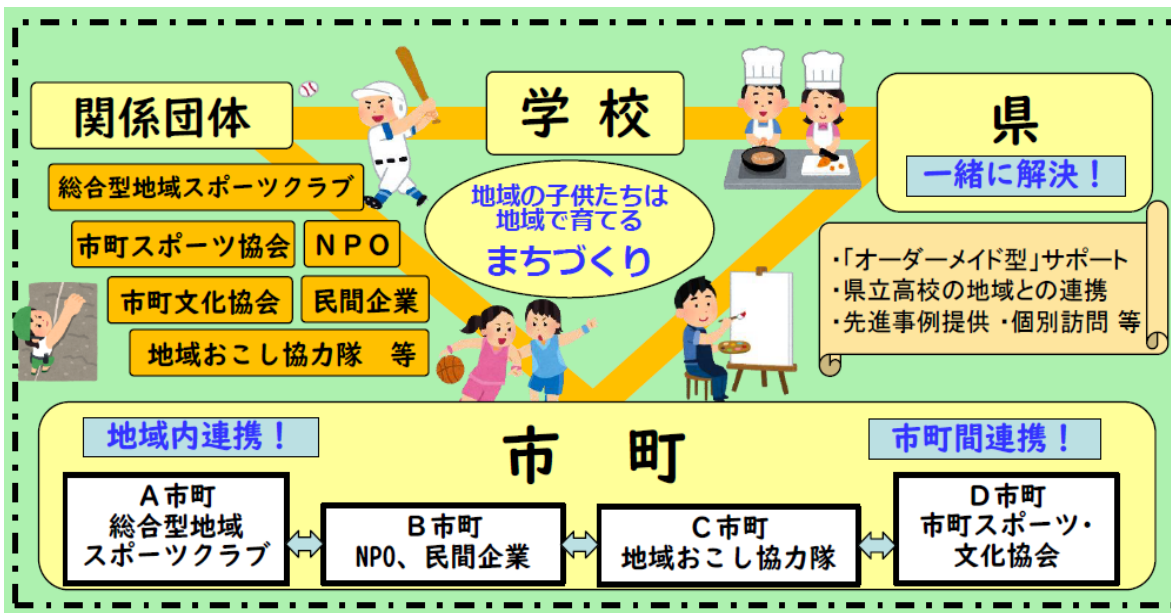 関係団体
学 校
県
一緒に解決！
総合型地域スポーツクラブ
市町スポーツ協会
ＮＰＯ
市町文化協会
民間企業
地域おこし協力隊　等
地域の子供たちは
地域で育てる
まちづくり
・「オーダーメイド型」サポート
・県立高校の地域との連携
・先進事例提供 ・個別訪問 等
地域内連携！
市　町
市町間連携！
Ａ市町
総合型地域
スポーツクラブ
Ｂ市町
NPO、民間企業
Ｃ市町
地域おこし協力隊
Ｄ市町
市町スポーツ・
文化協会